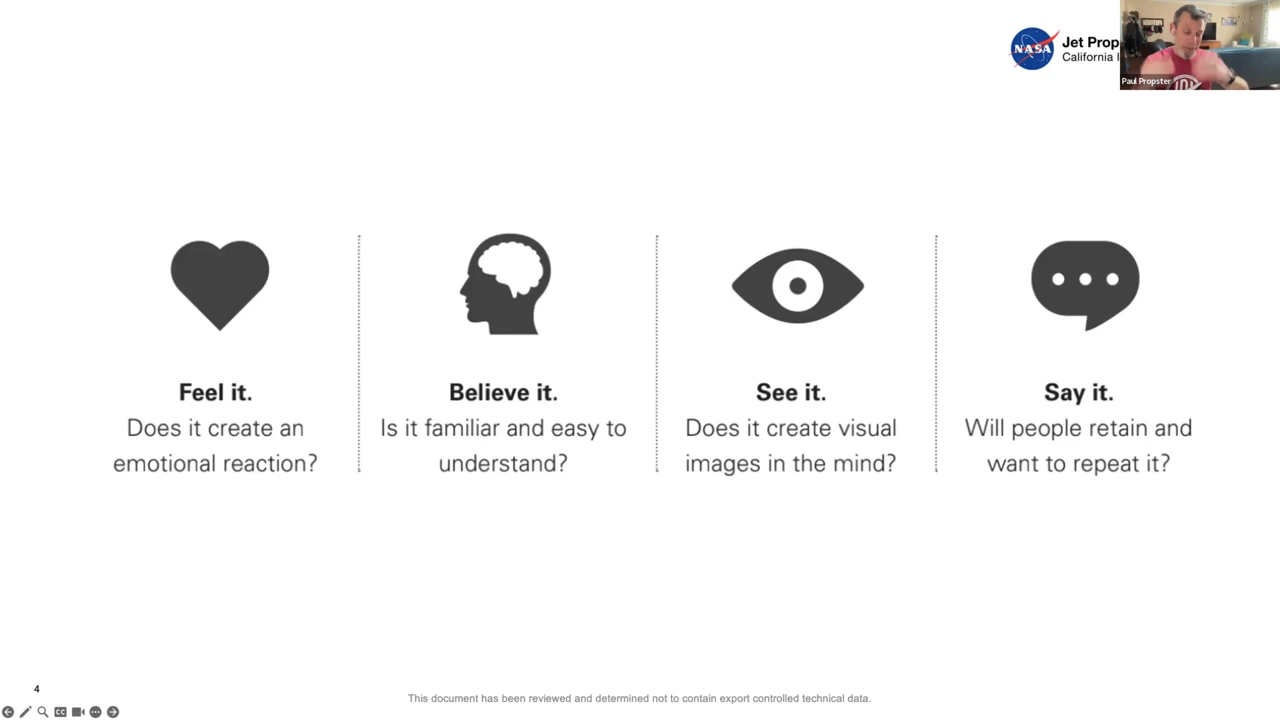 NASA
Jet Prop
California I
Paul Propster
Feel it.
Does it create an
emotional reaction?
Believe it.
Is it familiar and easy to
understand?
See it.
Does it create visual
images in the mind?
Say it.
Will people retain and
want to repeat it?
4
This document has been reviewed and determined not to contain export controlled technical data.
CC